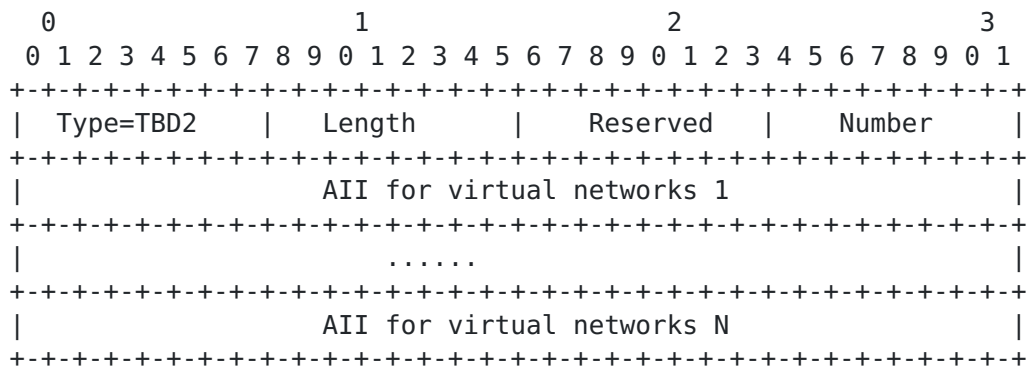 0                   1                   2                   3
 0 1 2 3 4 5 6 7 8 9 0 1 2 3 4 5 6 7 8 9 0 1 2 3 4 5 6 7 8 9 0 1
+-+-+-+-+-+-+-+-+-+-+-+-+-+-+-+-+-+-+-+-+-+-+-+-+-+-+-+-+-+-+-+-+
|  Type=TBD2    |   Length      |    Reserved   |    Number     |
+-+-+-+-+-+-+-+-+-+-+-+-+-+-+-+-+-+-+-+-+-+-+-+-+-+-+-+-+-+-+-+-+
|                   AII for virtual networks 1                  |
+-+-+-+-+-+-+-+-+-+-+-+-+-+-+-+-+-+-+-+-+-+-+-+-+-+-+-+-+-+-+-+-+
|                       ......                                  |
+-+-+-+-+-+-+-+-+-+-+-+-+-+-+-+-+-+-+-+-+-+-+-+-+-+-+-+-+-+-+-+-+
|                   AII for virtual networks N                  |
+-+-+-+-+-+-+-+-+-+-+-+-+-+-+-+-+-+-+-+-+-+-+-+-+-+-+-+-+-+-+-+-+